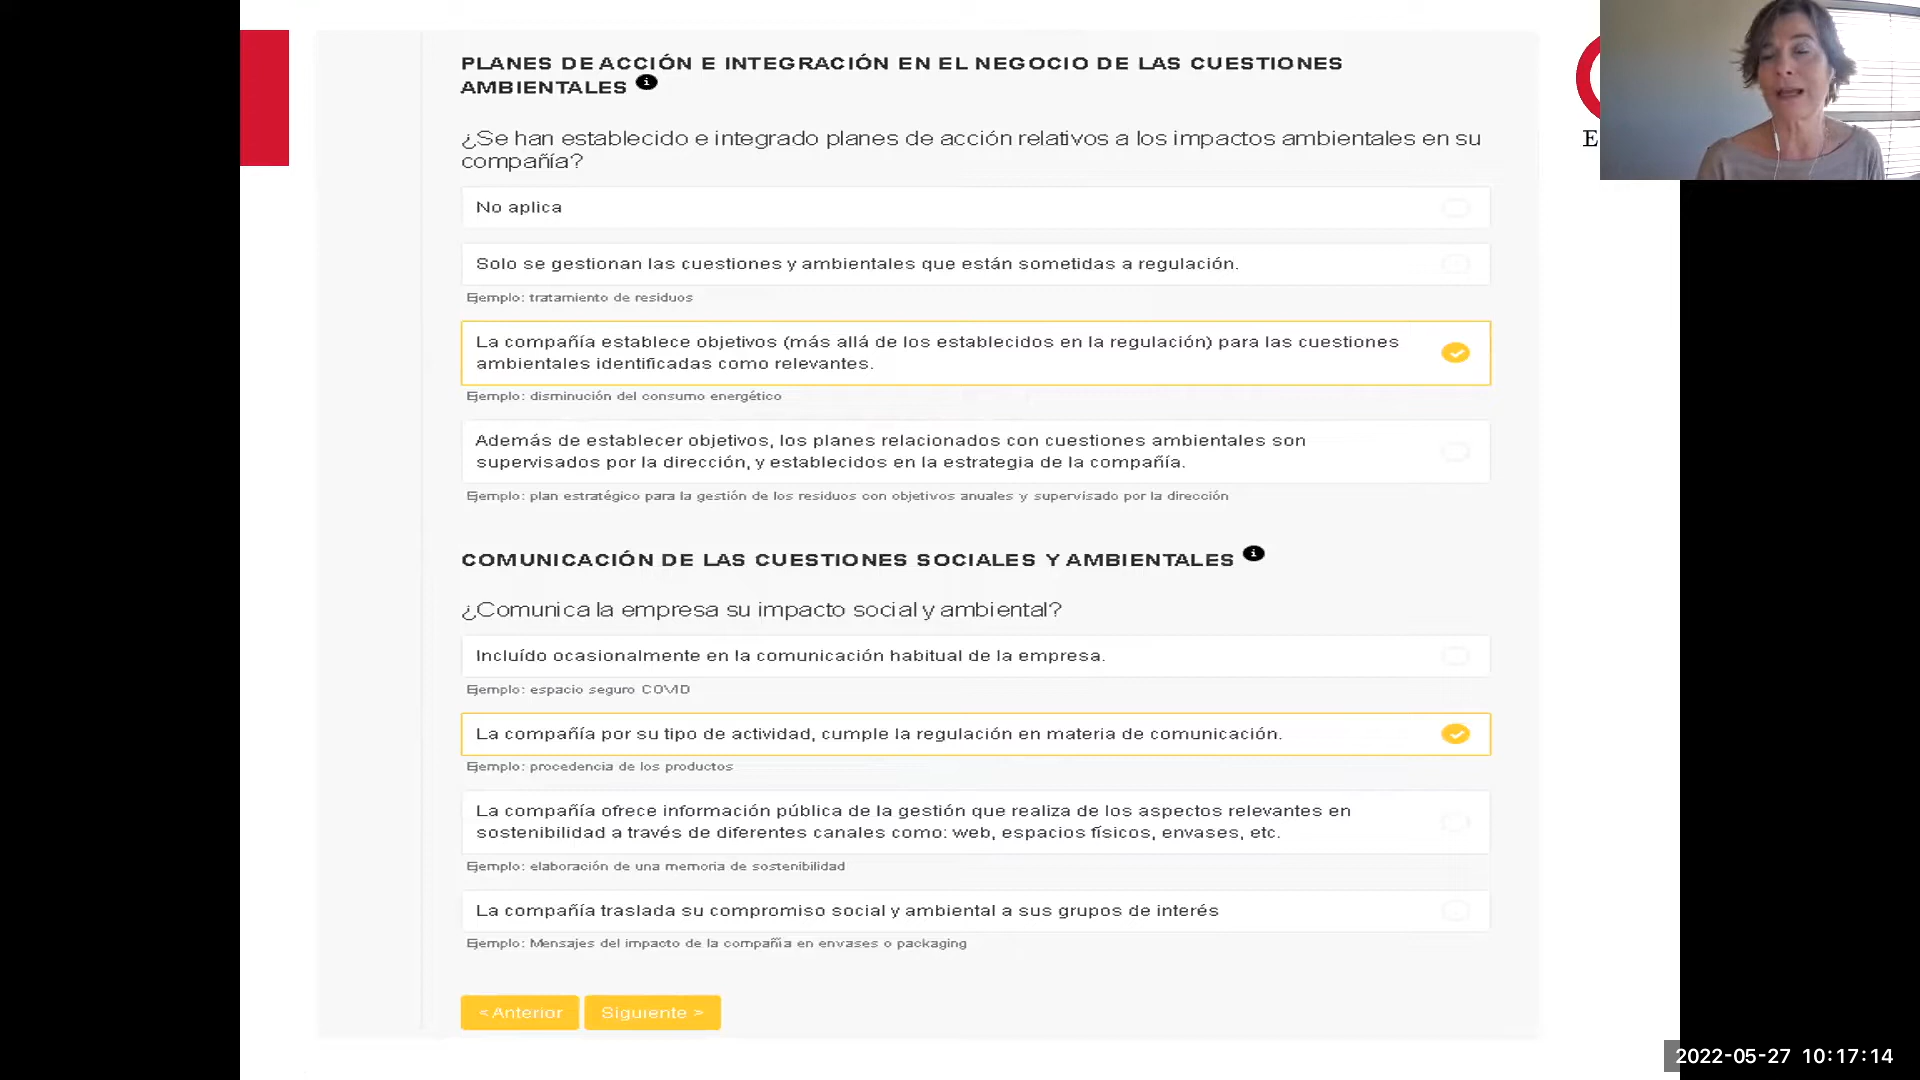 PLANES DE ACCIÓN E INTEGRACIÓN EN EL NEGOCIO DE LAS CUESTIONES
AMBIENTALES
¿Se han establecido e integrado planes de acción relativos a los impactos ambientales en su
compañía?
No aplica
Solo se gestionan las cuestiones y ambientales que están sometidas a regulación.
Ejemplo: tratamiento de residuos
La compañía establece objetivos (más allá de los establecidos en la regulación) para las cuestiones
ambientales identificadas como relevantes.
Ejemplo: disminución del consumo energético
Además de establecer objetivos, los planes relacionados con cuestiones ambientales son
supervisados por la dirección, y establecidos en la estrategia de la compañía.
Ejemplo: plan estratégico para la gestión de los residuos con objetivos anuales y supervisado por la dirección
COMUNICACIÓN DE LAS CUESTIONES SOCIALES Y AMBIENTALES
¿Comunica la empresa su impacto social y ambiental?
Incluído ocasionalmente en la comunicación habitual de la empresa.
Ejemplo: espacio seguro COVID
La compañía por su tipo de actividad, cumple la regulación en materia de comunicación.
Ejemplo: procedencia de los productos
La compañía ofrece información pública de la gestión que realiza de los aspectos relevantes en
sostenibilidad a través de diferentes canales como: web, espacios físicos, envases, etc.
Ejemplo: elaboración de una memoria de sostenibilidad
La compañía traslada su compromiso social y ambiental a sus grupos de interés
Ejemplo: Mensajes del impacto de la compañía en envases o packaging
< Anterior
Siguiente >
E
2022-05-27 10:17:14